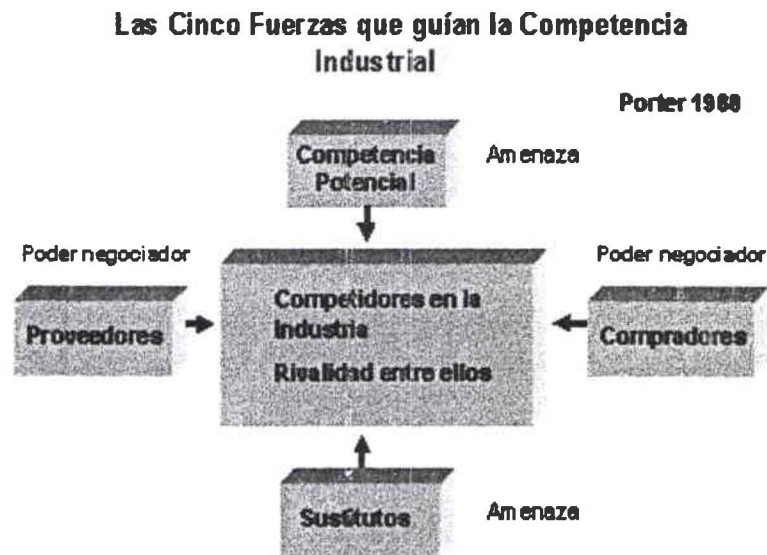 Las Cinco Fuerzas que guían la Competencia
Industrial
Porter 1988
Competencia
Potencial
Amenaza
Poder negociador
Poder negociador
Proveedores
Competidores en la
Industria
Rivalidad entre ellos
Compradores
Sustitutos
Amenaza